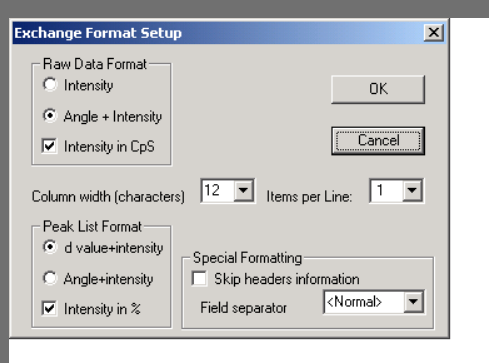 Exchange Format Setup
Raw Data Format
Intensity
Angle + Intensity
Intensity in CpS
OK
Cancel
Column width (characters) 12 Items per Line: 1
Peak List Format
d value+intensity
Angle+intensity
Intensity in %
Special Formatting
Skip headers information
Field separator <Normal>